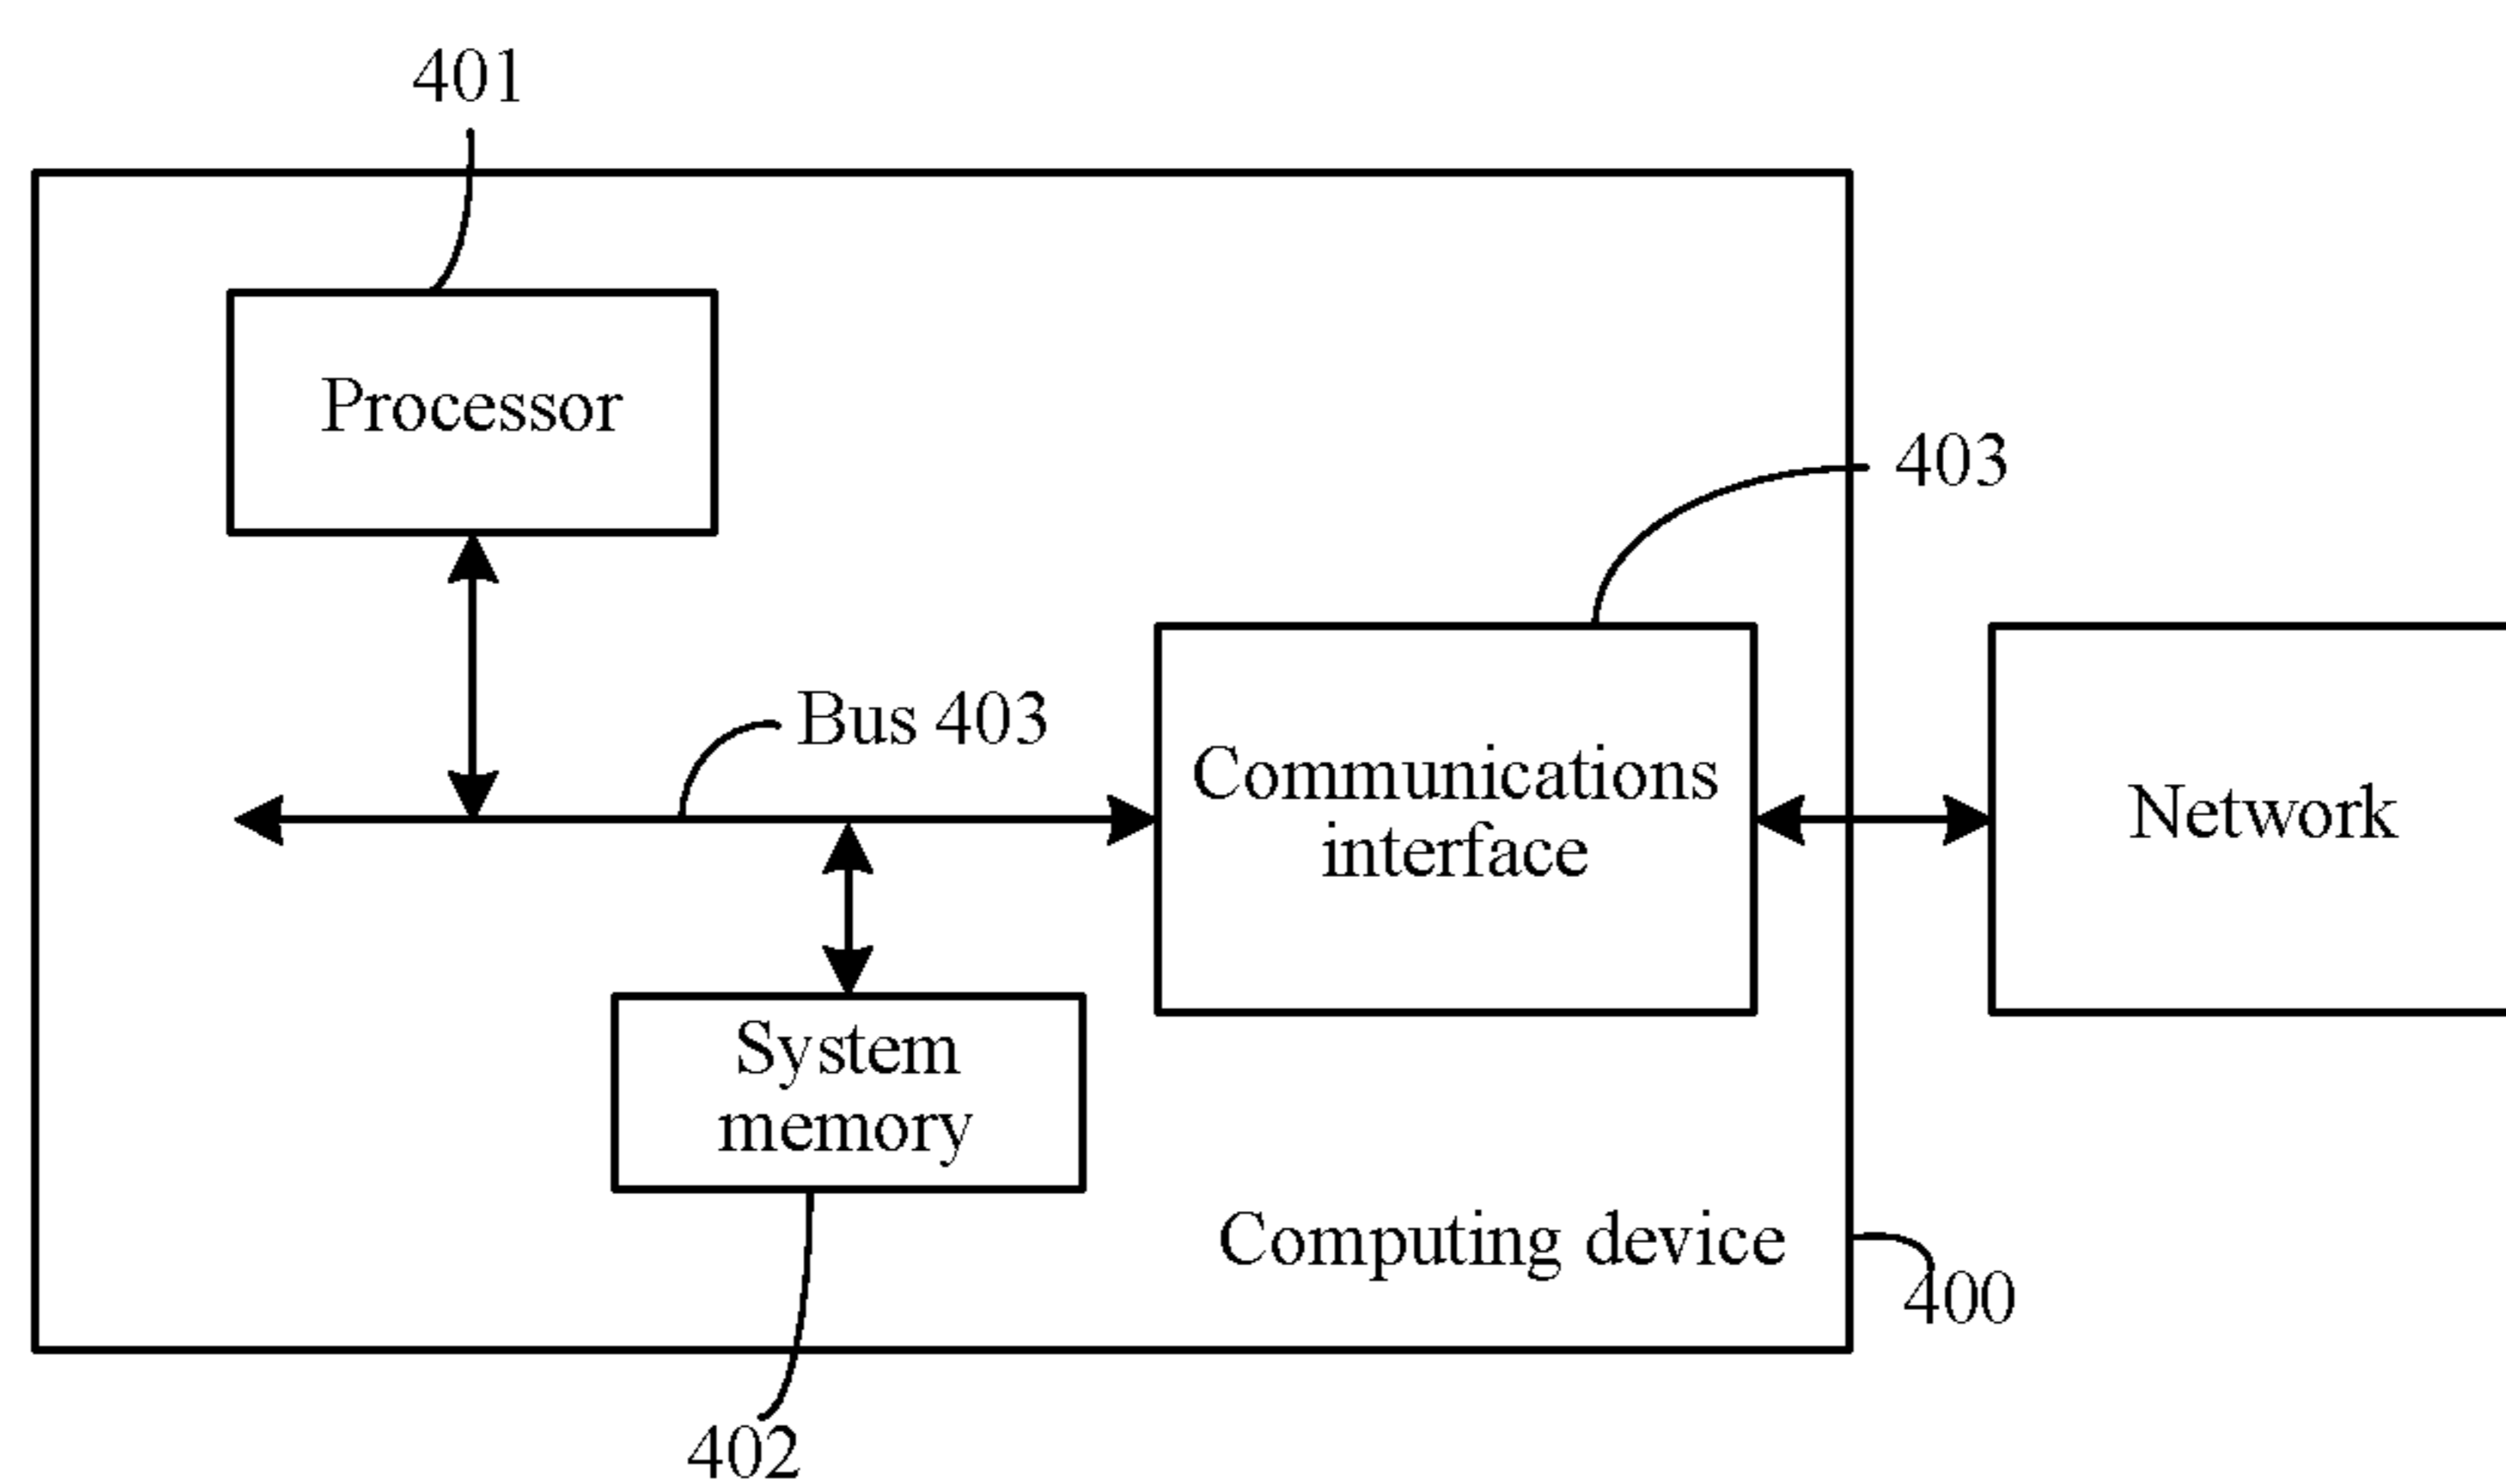 401
Processor
403
Bus 403
Communications
interface
Network
System
memory
Computing device
400
402